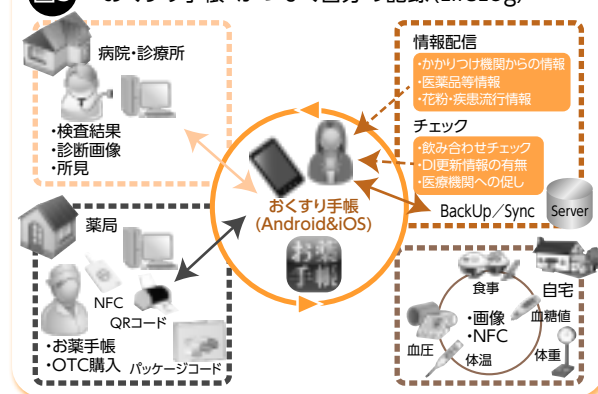 病院・診療所
・検査結果
・診断画像
・所見
情報配信
・かかりつけ機関からの情報
・医薬品等情報
・花粉・疾患流行情報
チェック
・飲み合わせチェック
・DI更新情報の有無
・医療機関への促し
BackUp／Sync
Server
おくすり手帳
(Android&iOS)
お薬
手帳
薬局
NFC
QRコード
・お薬手帳
・OTC購入
パッケージコード
自宅
食事
血糖値
・画像
・NFC
血圧
体温
体重